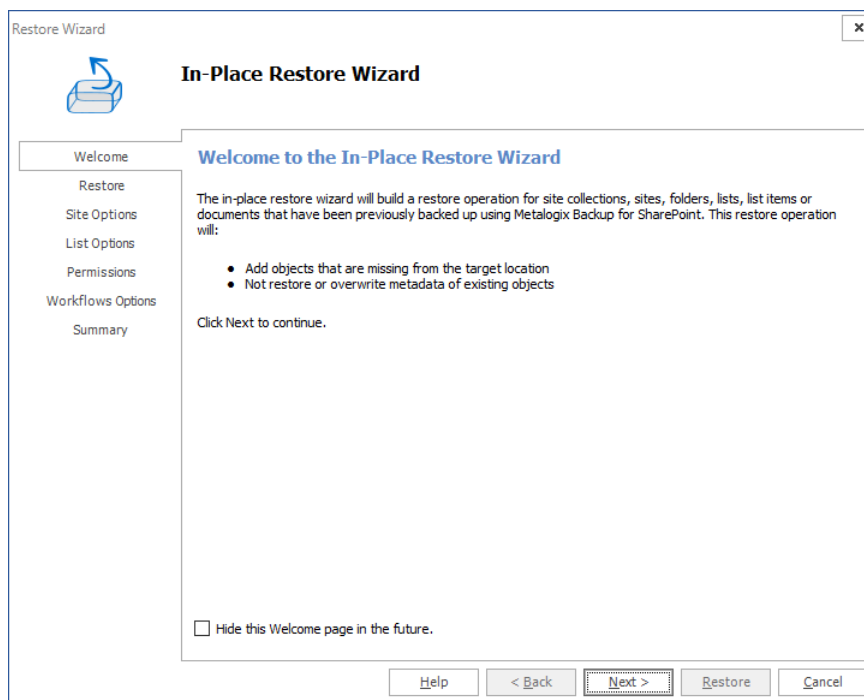 Restore Wizard
In-Place Restore Wizard
Welcome
Restore
Site Options
List Options
Permissions
Workflows Options
Summary
Welcome to the In-Place Restore Wizard
The in-place restore wizard will build a restore operation for site collections, sites, folders, lists, list items or
documents that have been previously backed up using Metalogix Backup for SharePoint. This restore operation
will:
• Add objects that are missing from the target location
• Not restore or overwrite metadata of existing objects
Click Next to continue.
Hide this Welcome page in the future.
Help < Back Next > Restore Cancel